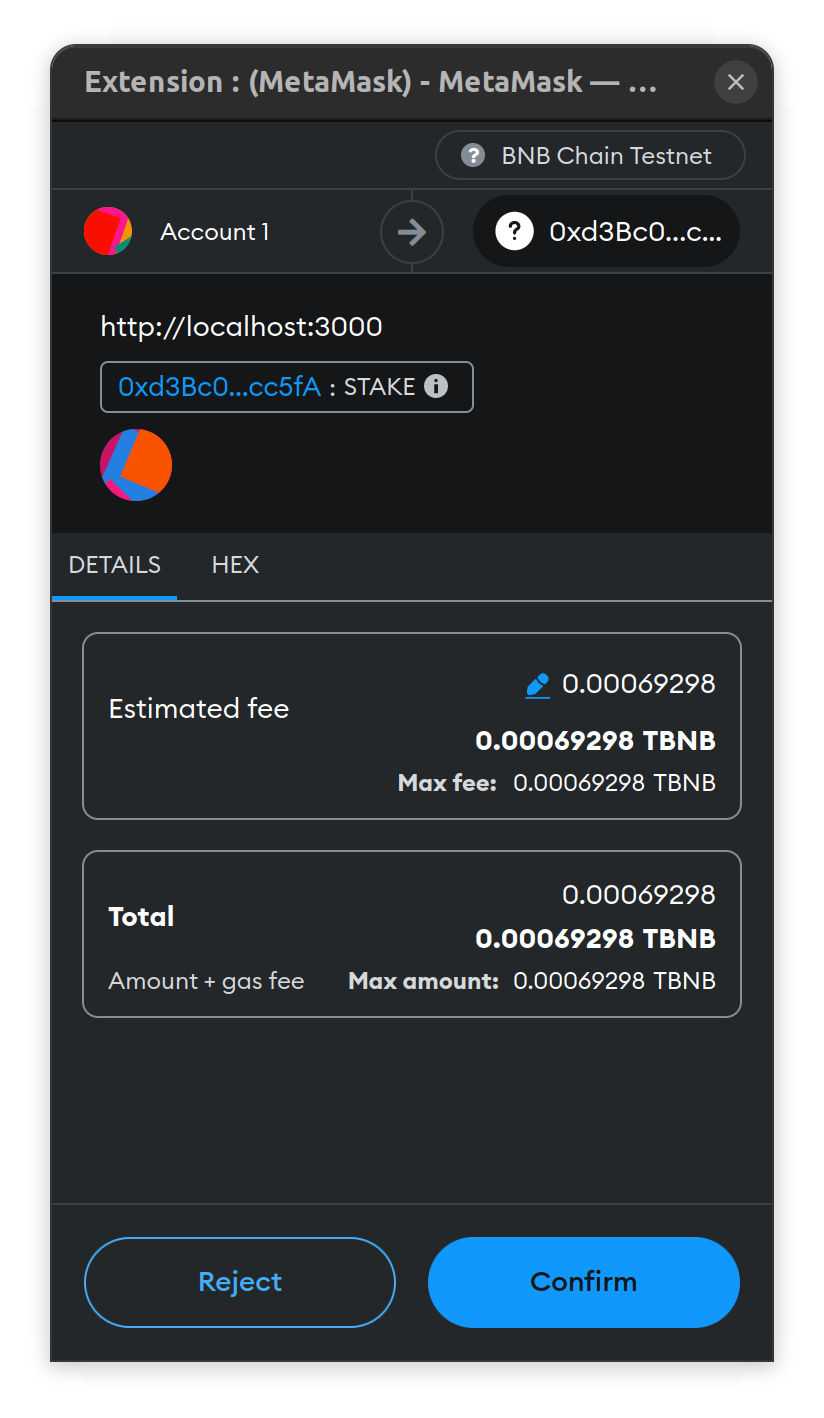 Extension : (MetaMask) - MetaMask — ...
BNB Chain Testnet
Account 1
0xd3Bc0...c...
http://localhost:3000
0xd3Bc0...cc5fA : STAKE
DETAILS HEX
Estimated fee
0.00069298
0.00069298 TBNB
Max fee: 0.00069298 TBNB
Total
0.00069298
0.00069298 TBNB
Amount + gas fee
Max amount: 0.00069298 TBNB
Reject
Confirm